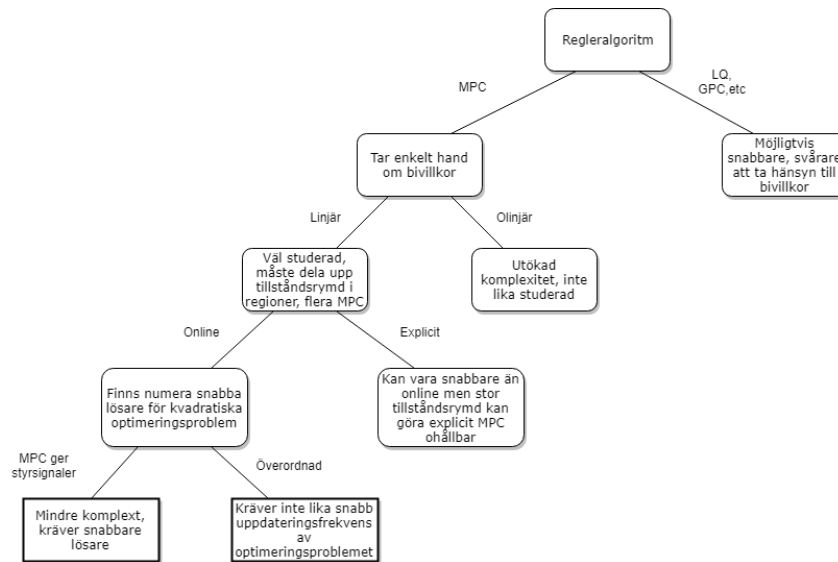 Regleralgoritm
MPC
LQ,
GPC,etc
Tar enkelt hand
om bivillkor
Möjligtvis
snabbare, svårare
att ta hänsyn till
bivillkor
Linjär
Olinjär
Väl studerad,
måste dela upp
tillståndsrymd i
regioner, flera MPC
Utökad
komplexitet, inte
lika studerad
Online
Explicit
Finns numera snabba
lösare för kvadratiska
optimeringsproblem
Kan vara snabbare än
online men stor
tillståndsrymd kan
göra explicit MPC
ohållbar
MPC ger
styrsignaler
Överordnad
Mindre komplext,
kräver snabbare
lösare
Kräver inte lika snabb
uppdateringsfrekvens
av
optimeringsproblemet